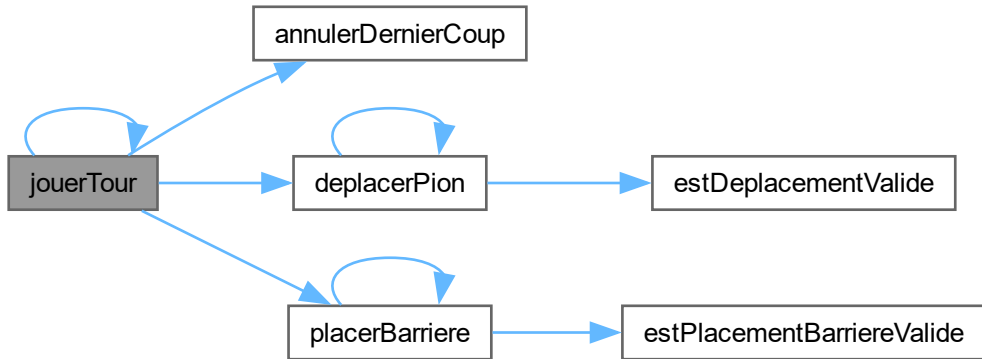 annulerDernierCoup
jouerTour
deplacerPion
estDeplacementValide
placerBarriere
estPlacementBarriereValide